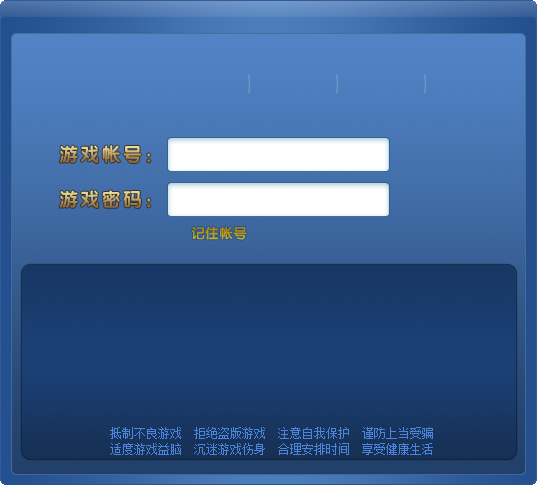 游戏帐号：
游戏密码：
记住帐号
抵制不良游戏 拒绝盗版游戏 注意自我保护 谨防上当受骗
适度游戏益脑 沉迷游戏伤身 合理安排时间 享受健康生活